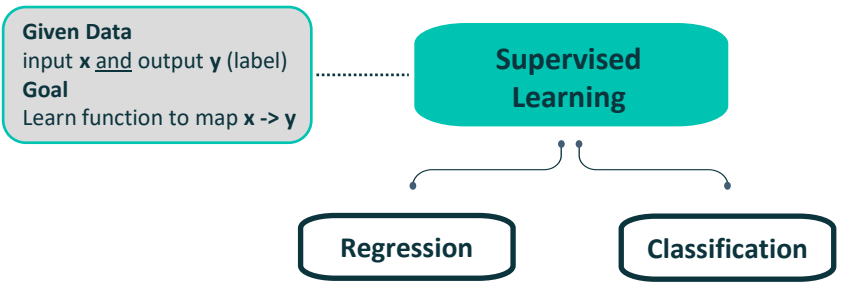 Given Data
input x and output y (label)
Goal
Learn function to map x -> y
Supervised
Learning
Regression
Classification